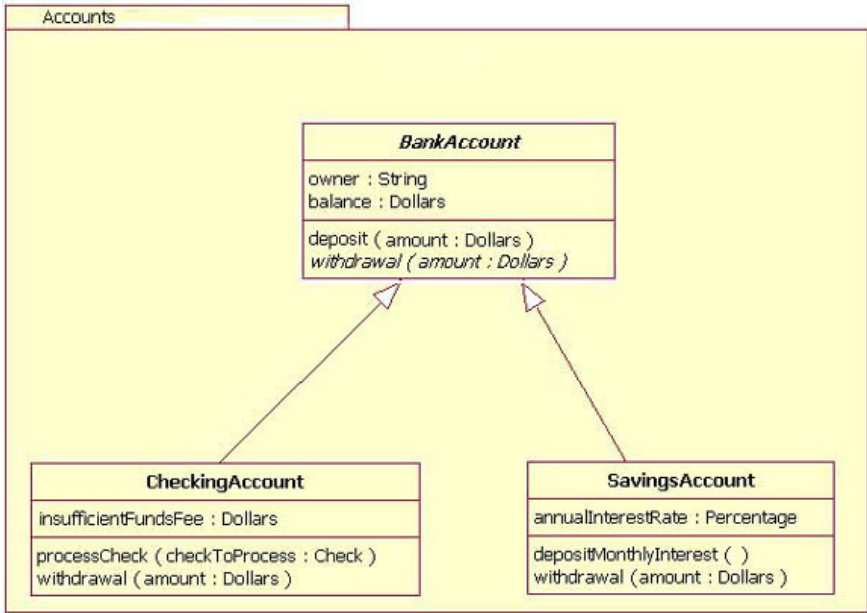 Accounts
BankAccount
owner : String
balance : Dollars
deposit ( amount : Dollars )
withdrawal ( amount : Dollars )
CheckingAccount
insufficientFundsFee : Dollars
processCheck ( checkToProcess : Check )
withdrawal ( amount : Dollars )
SavingsAccount
annualInterestRate : Percentage
depositMonthlyInterest ( )
withdrawal ( amount : Dollars )